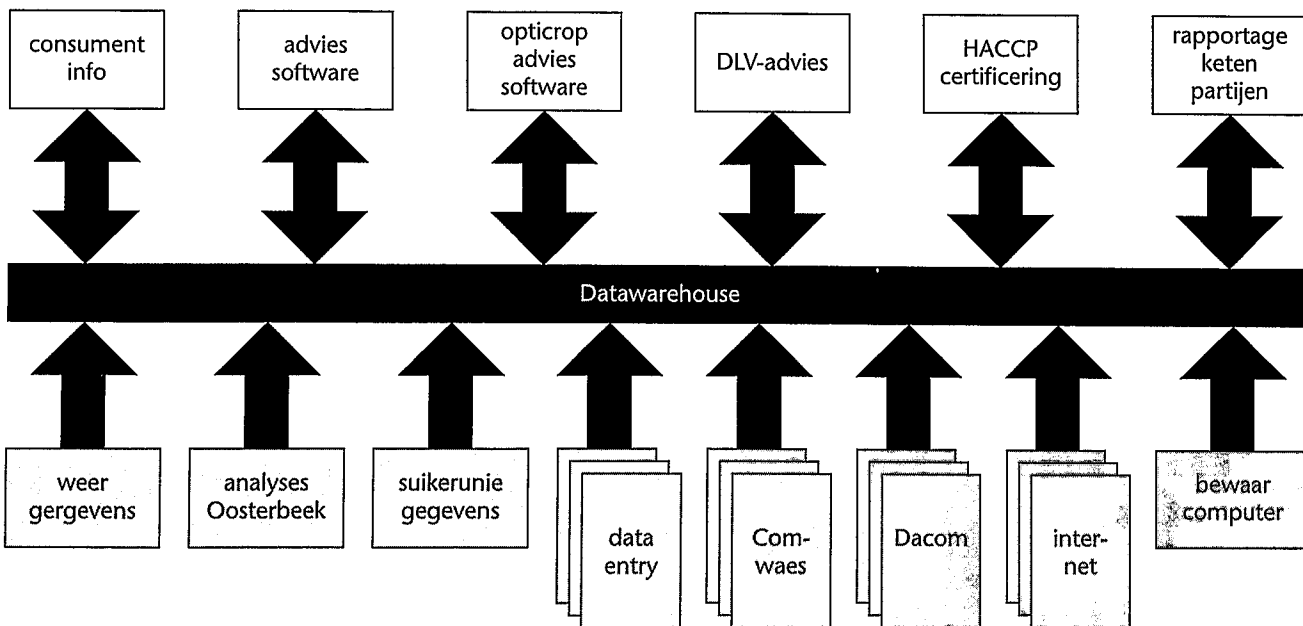 consument
info
advies
software
opticrop
advies
software
DLV-advies
HACCP
certificering
rapportage
keten
partijen
Datawarehouse
weer
gergevens
analyses
Oosterbeek
suikerunie
gegevens
data
entry
Com-
waes
Dacom
inter-
net
bewaar
computer